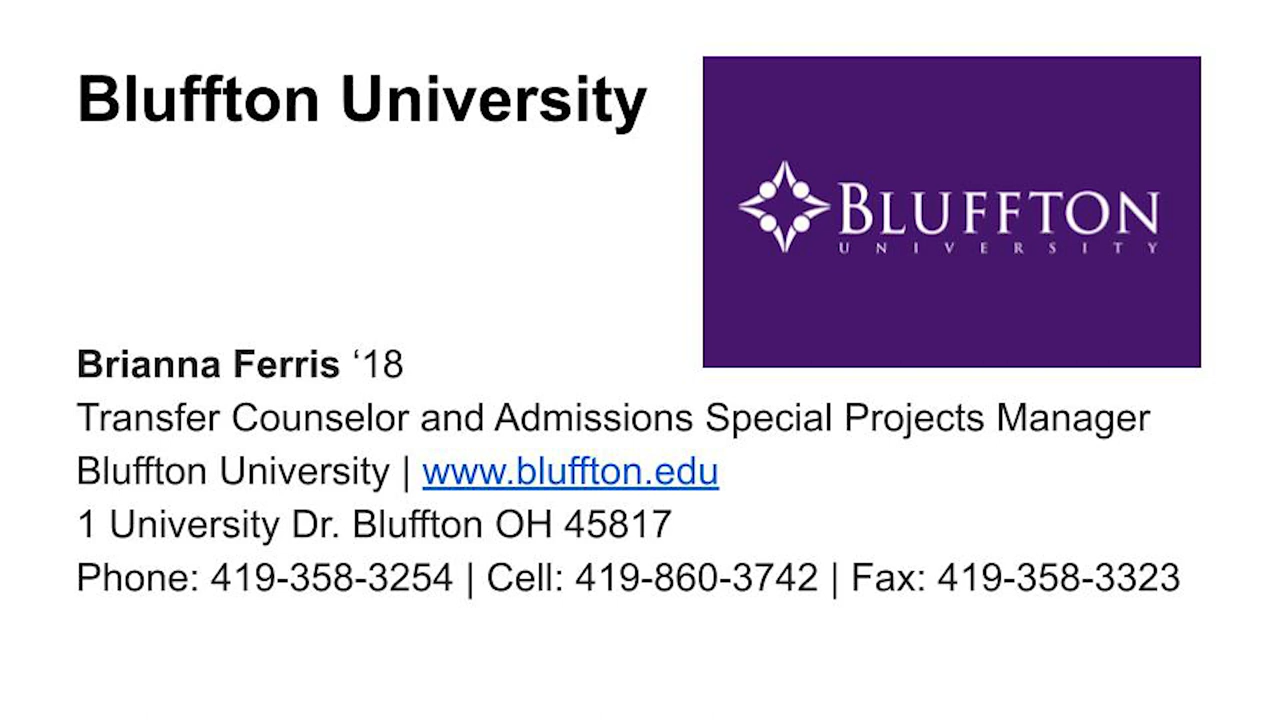 Bluffton University
BLUFFTON
UNIVERSITY
Brianna Ferris ‘18
Transfer Counselor and Admissions Special Projects Manager
Bluffton University | www.bluffton.edu
1 University Dr. Bluffton OH 45817
Phone: 419-358-3254 | Cell: 419-860-3742 | Fax: 419-358-3323